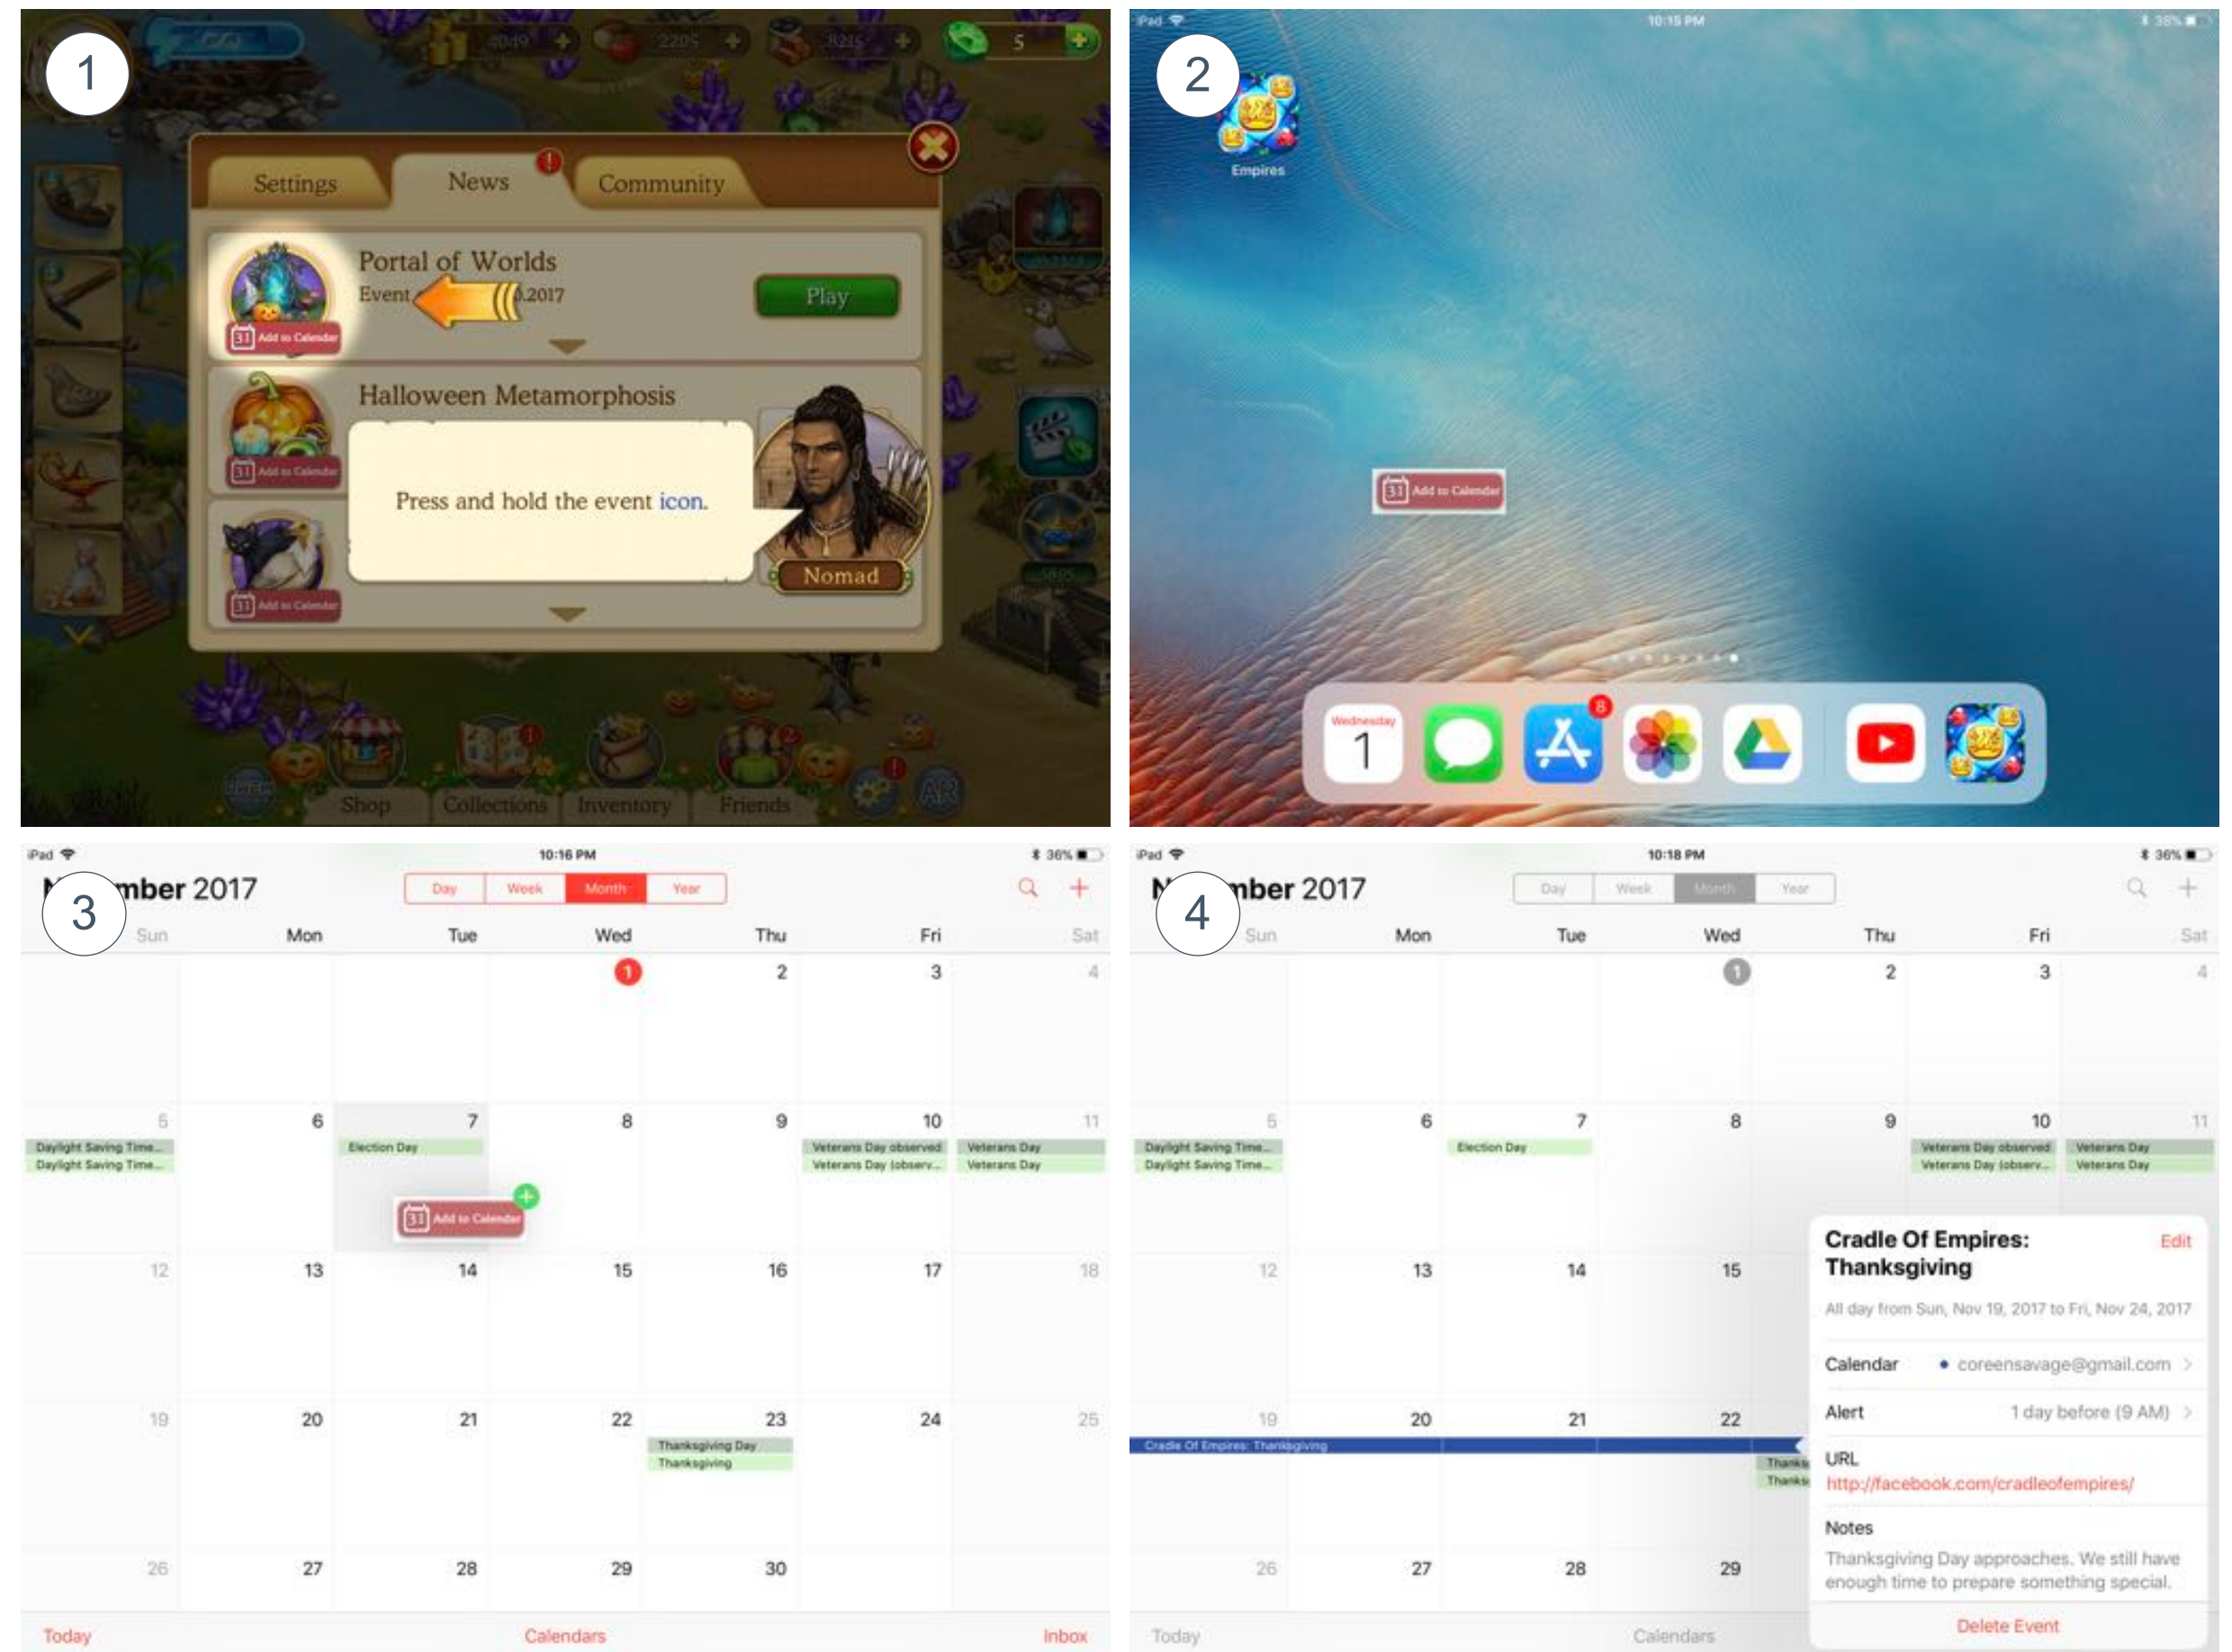 1
4049
2205
8215
5
Settings
News
!
Community
Portal of Worlds
Event
.2017
Play
31 Add to Calendar
Halloween Metamorphosis
31 Add to Calendar
Press and hold the event icon.
Nomad
31 Add to Calendar
1
2
!
Shop
Collections
Inventory
Friends
AR
2
iPad
10:15 PM
36%
Empires
31 Add to Calendar
8
Wednesday
1
3
iPad
10:16 PM
36%
mber 2017
Day
Week
Month
Year
Sun Mon Tue Wed Thu Fri Sat
1 2 3 4
5 6 7 8 9 10 11
Daylight Saving Time... Election Day Veterans Day observed Veterans Day
Daylight Saving Time... Veterans Day (observ... Veterans Day
31 Add to Calendar
12 13 14 15 16 17 18
19 20 21 22 23 24 25
Thanksgiving Day
Thanksgiving
26 27 28 29 30
Today
Calendars
Inbox
4
iPad
10:18 PM
36%
mber 2017
Day
Week
Month
Year
Sun Mon Tue Wed Thu Fri Sat
1 2 3 4
5 6 7 8 9 10 11
Daylight Saving Time... Election Day Veterans Day observed Veterans Day
Daylight Saving Time... Veterans Day (observ... Veterans Day
12 13 14 15
19 20 21 22
Cradle Of Empires: Thanksgiving
26 27 28 29
Today
Calendars
Cradle Of Empires:
Thanksgiving
Edit
All day from Sun, Nov 19, 2017 to Fri, Nov 24, 2017
Calendar
coreensavage@gmail.com
Alert
1 day before (9 AM)
URL
http://facebook.com/cradleofempires/
Notes
Thanksgiving Day approaches. We still have
enough time to prepare something special.
Delete Event